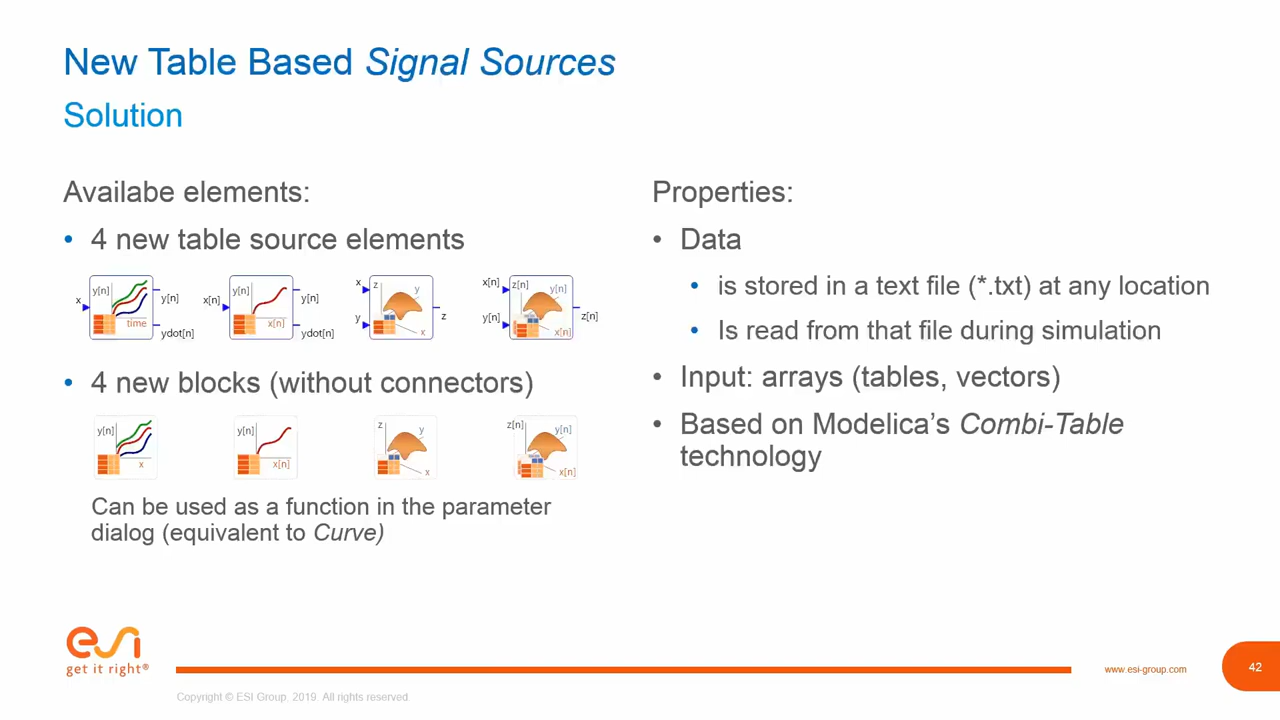 New Table Based Signal Sources
Solution
Availabe elements:
• 4 new table source elements
x y[n] time y[n] ydot[n]
x[n] y[n] x[n] y[n] ydot[n]
x y z y x z
x[n] y[n] z[n] y[n] x[n] z[n]
• 4 new blocks (without connectors)
y[n] x
y[n] x[n]
z y x
z[n] y[n] x[n]
Can be used as a function in the parameter
dialog (equivalent to Curve)
Properties:
• Data
• is stored in a text file (*.txt) at any location
• Is read from that file during simulation
• Input: arrays (tables, vectors)
• Based on Modelica’s Combi-Table
technology
esi
get it right®
www.esi-group.com
42
Copyright © ESI Group. 2019. All rights reserved.